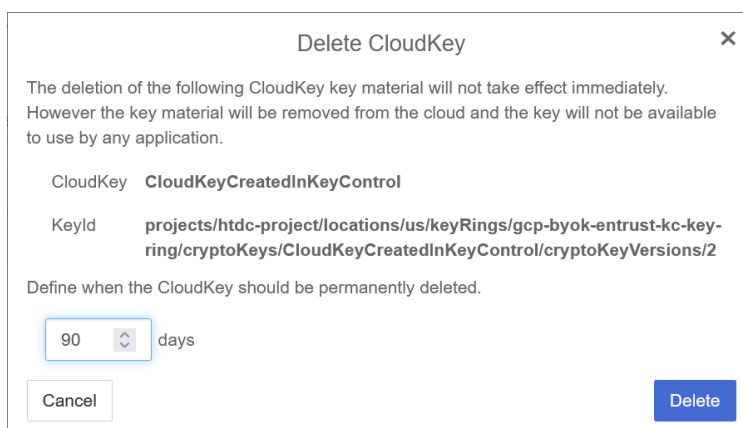 Delete CloudKey
The deletion of the following CloudKey key material will not take effect immediately.
However the key material will be removed from the cloud and the key will not be available
to use by any application.
CloudKey CloudKeyCreatedInKeyControl
KeyId projects/htdc-project/locations/us/keyRings/gcp-byok-entrust-kc-key-
ring/cryptoKeys/CloudKeyCreatedInKeyControl/cryptoKeyVersions/2
Define when the CloudKey should be permanently deleted.
90 days
Cancel Delete